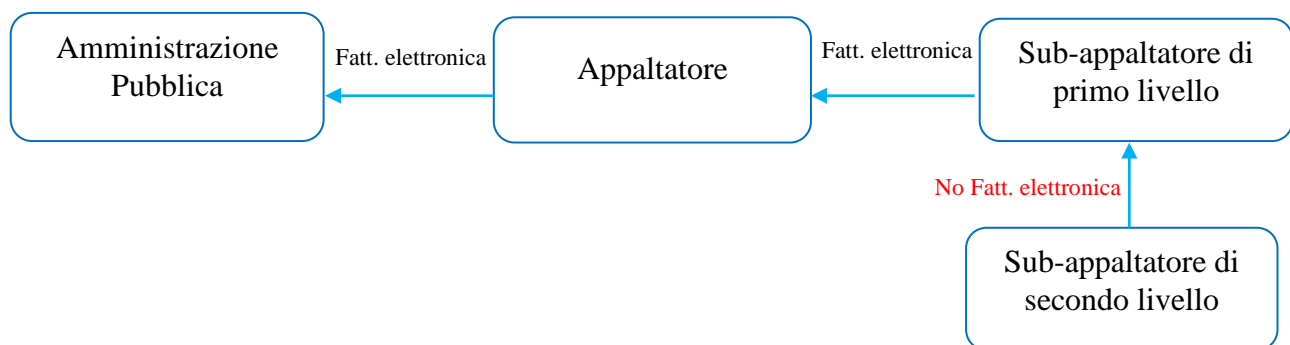 Amministrazione
Pubblica
Fatt. elettronica
Appaltatore
Fatt. elettronica
Sub-appaltatore di
primo livello
No Fatt. elettronica
Sub-appaltatore di
secondo livello